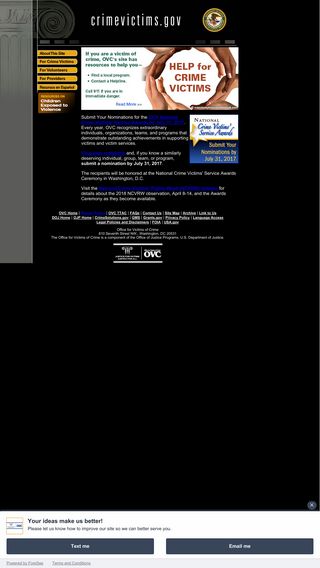 crimevictims.gov
About This Site
For Crime Victims
For Volunteers
For Providers
Recursos en Español
RESOURCES ON
Children
Exposed to
Violence
If you are a victim of
crime, OVC's site has
resources to help you—
• Find a local program.
• Contact a Helpline.
Call 911 if you are in
immediate danger.
Read More >>
HELP for
CRIME
VICTIMS
Submit Your Nominations for the
Every year, OVC recognizes extraordinary
individuals, organizations, teams, and programs that
demonstrate outstanding achievements in supporting
victims and victim services.
and, if you know a similarly
deserving individual, group, team, or program,
submit a nomination by July 31, 2017.
The recipients will be honored at the National Crime Victims' Service Awards
Ceremony in Washington, D.C.
Visit the
for
details about the 2018 NCVRW observation, April 8-14, and the Awards
Ceremony as they become available.
NATIONAL
Crime Victims'
Service Awards
Submit Your
Nominations by
July 31, 2017
OVC Home | | OVC TTAC | FAQs | Contact Us | Site Map | Archive | Link to Us
DOJ Home | OJP Home | CrimeSolutions.gov | GMS | Grants.gov | Privacy Policy | Language Access
Legal Policies and Disclaimers | FOIA | USA.gov
Office for Victims of Crime
810 Seventh Street NW., Washington, DC 20531
The Office for Victims of Crime is a component of the Office of Justice Programs, U.S. Department of Justice.
OVC
Your ideas make us better!
Please let us know how to improve our site so we can better serve you.
Text me
Email me
Powered by ForeSee
Terms and Conditions